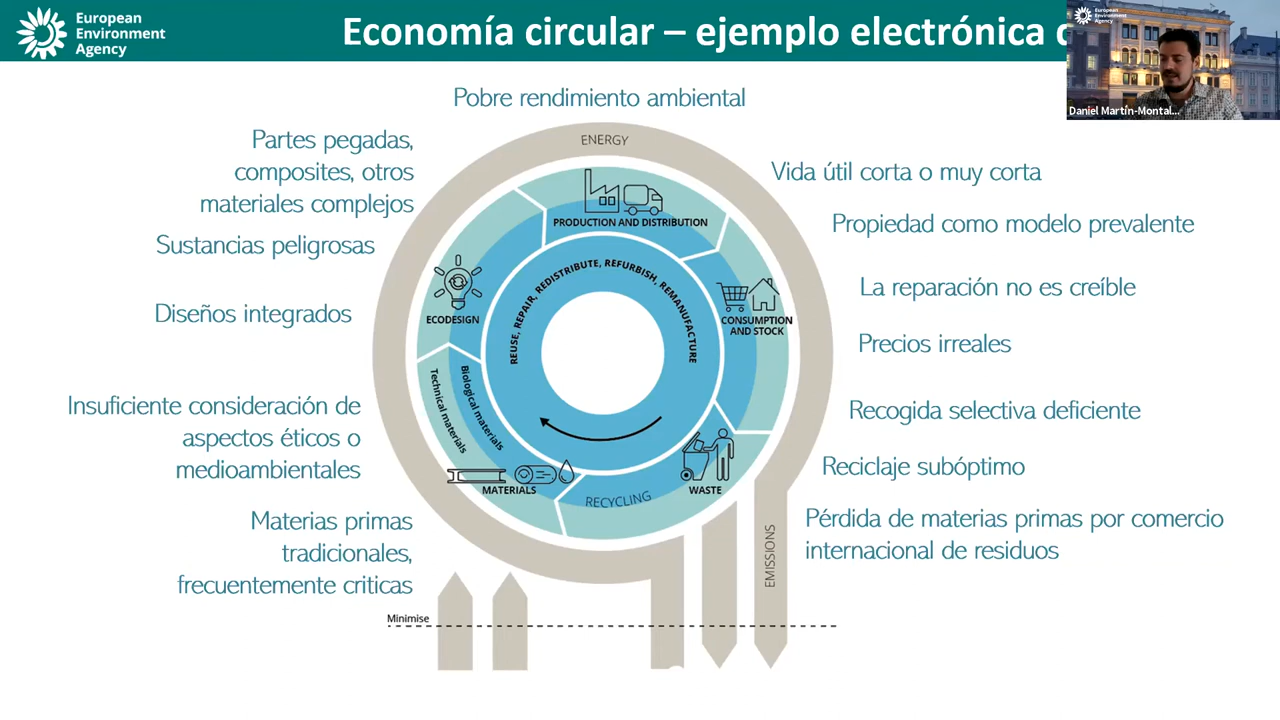 European
Environment
Agency
Economía circular – ejemplo electrónica
European
Environment
Agency
Daniel Martín-Montal...
Pobre rendimiento ambiental
Partes pegadas,
composites, otros
materiales complejos
Sustancias peligrosas
Diseños integrados
Insuficiente consideración de
aspectos éticos o
medioambientales
Materias primas
tradicionales,
frecuentemente criticas
ENERGY
PRODUCTION AND DISTRIBUTION
REUSE, REPAIR, REDISTRIBUTE, REFURBISH, REMANUFACTURE
ECODESIGN
CONSUMPTION
AND STOCK
Technical materials
Biological materials
MATERIALS
RECYCLING
WASTE
EMISSIONS
Minimise
Vida útil corta o muy corta
Propiedad como modelo prevalente
La reparación no es creíble
Precios irreales
Recogida selectiva deficiente
Reciclaje subóptimo
Pérdida de materias primas por comercio
internacional de residuos